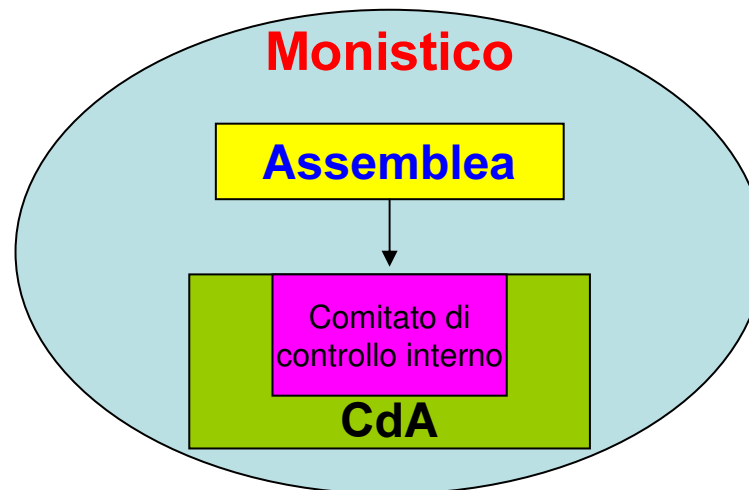 Monistico
Assemblea
Comitato di
controllo interno
CdA